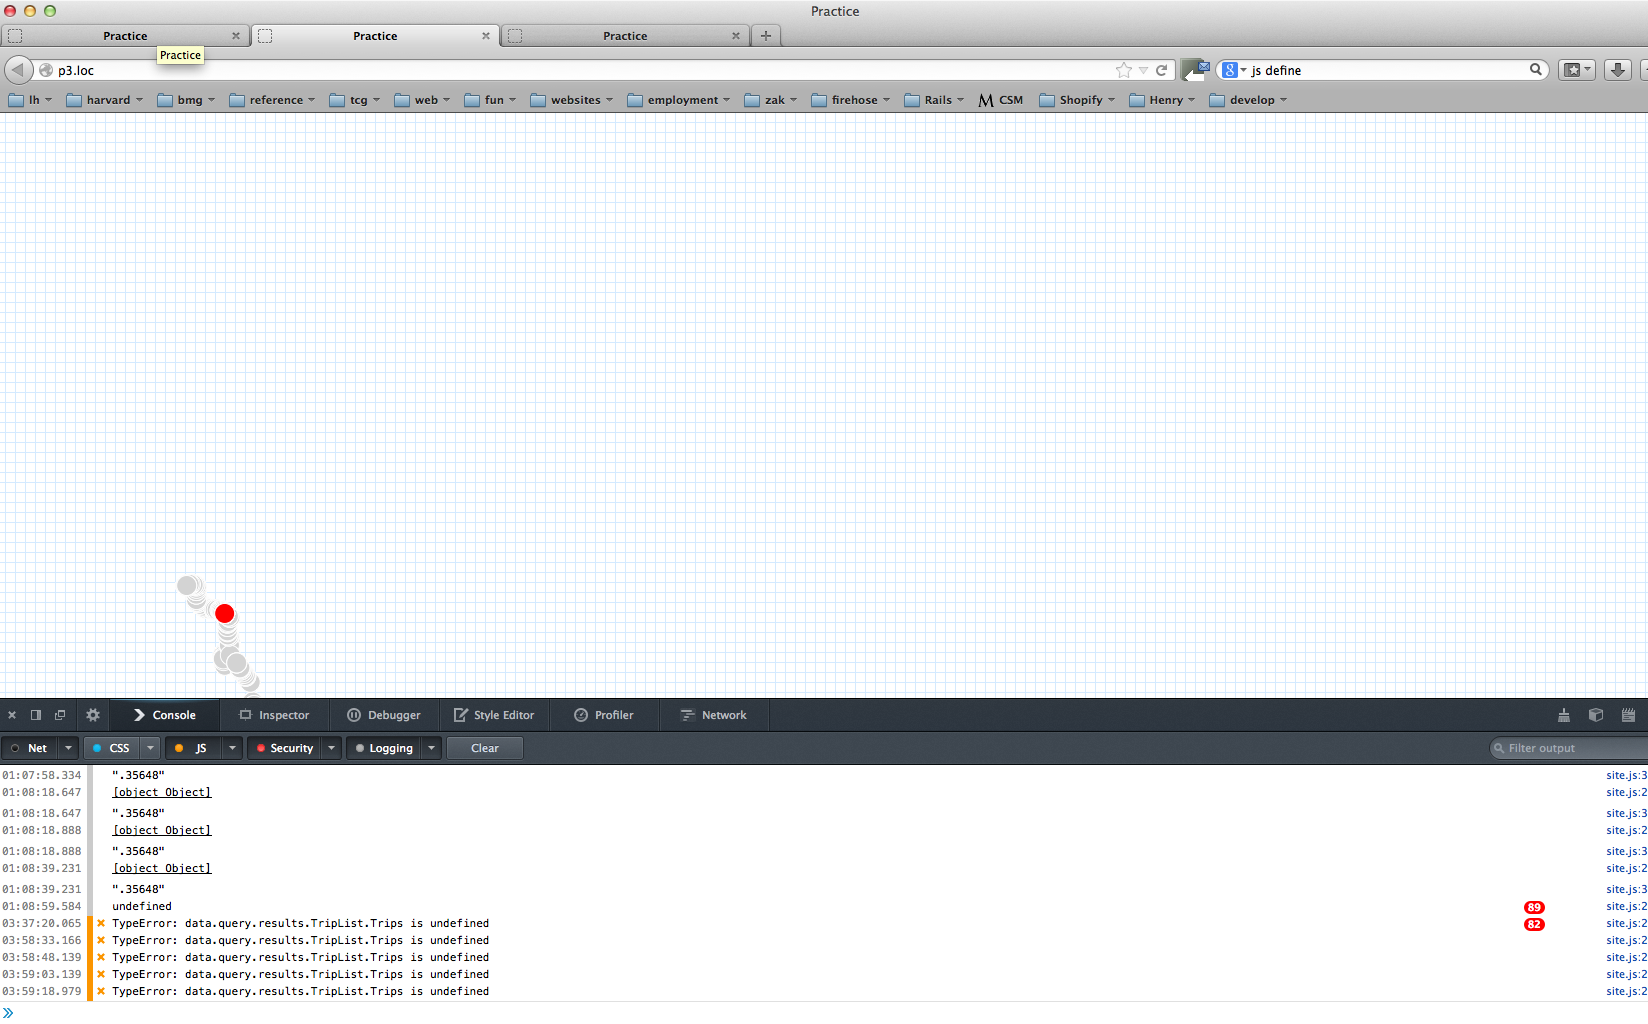 Practice
Practice Practice Practice
Practice
p3.loc js define
lh harvard bmg reference tcg web fun websites employment zak firehose Rails CSM Shopify Henry develop
Console Inspector Debugger Style Editor Profiler Network
Net CSS JS Security Logging Clear Filter output
01:07:58.334 ".35648" site.js:3
01:08:18.647 [object Object] site.js:2
01:08:18.647 ".35648" site.js:3
01:08:18.888 [object Object] site.js:2
01:08:18.888 ".35648" site.js:3
01:08:39.231 [object Object] site.js:2
01:08:39.231 ".35648" site.js:3
01:08:59.584 undefined 89 site.js:2
03:37:20.065 TypeError: data.query.results.TripList.Trips is undefined 82 site.js:2
03:58:33.166 TypeError: data.query.results.TripList.Trips is undefined site.js:2
03:58:48.139 TypeError: data.query.results.TripList.Trips is undefined site.js:2
03:59:03.139 TypeError: data.query.results.TripList.Trips is undefined site.js:2
03:59:18.979 TypeError: data.query.results.TripList.Trips is undefined site.js:2